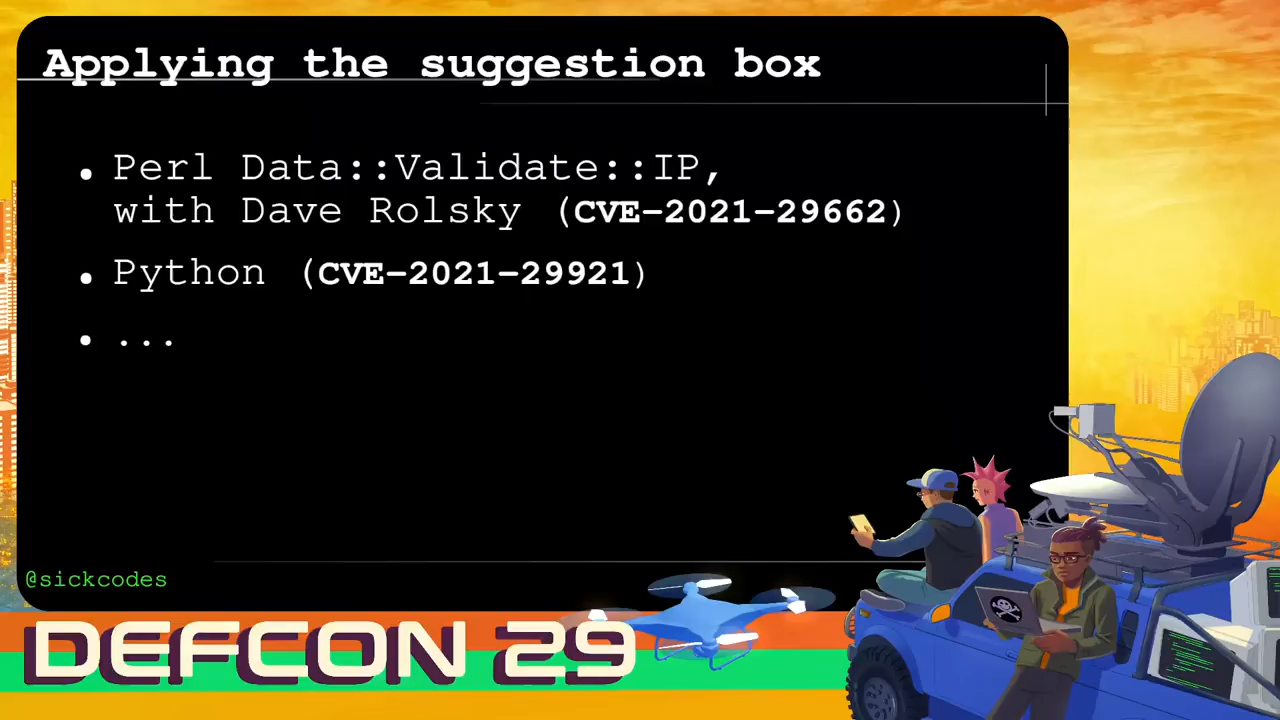 Applying the suggestion box
• Perl Data::Validate::IP,
with Dave Rolsky (CVE-2021-29662)
• Python (CVE-2021-29921)
• ...
@sickcodes
DEFCON 29